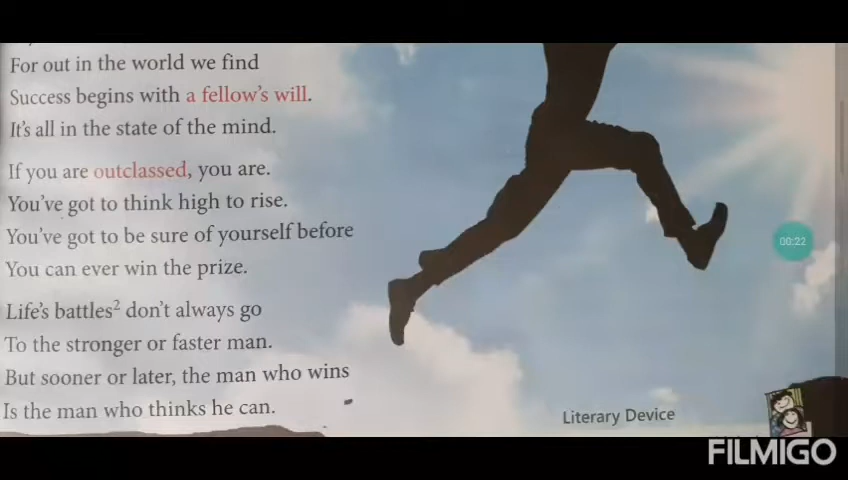 For out in the world we find
Success begins with a fellow's will.
It's all in the state of the mind.
If you are outclassed, you are.
You've got to think high to rise.
You've got to be sure of yourself before
You can ever win the prize.
Life's battles² don't always go
To the stronger or faster man.
But sooner or later, the man who wins
Is the man who thinks he can.
Literary Device
00:22
FILMIGO